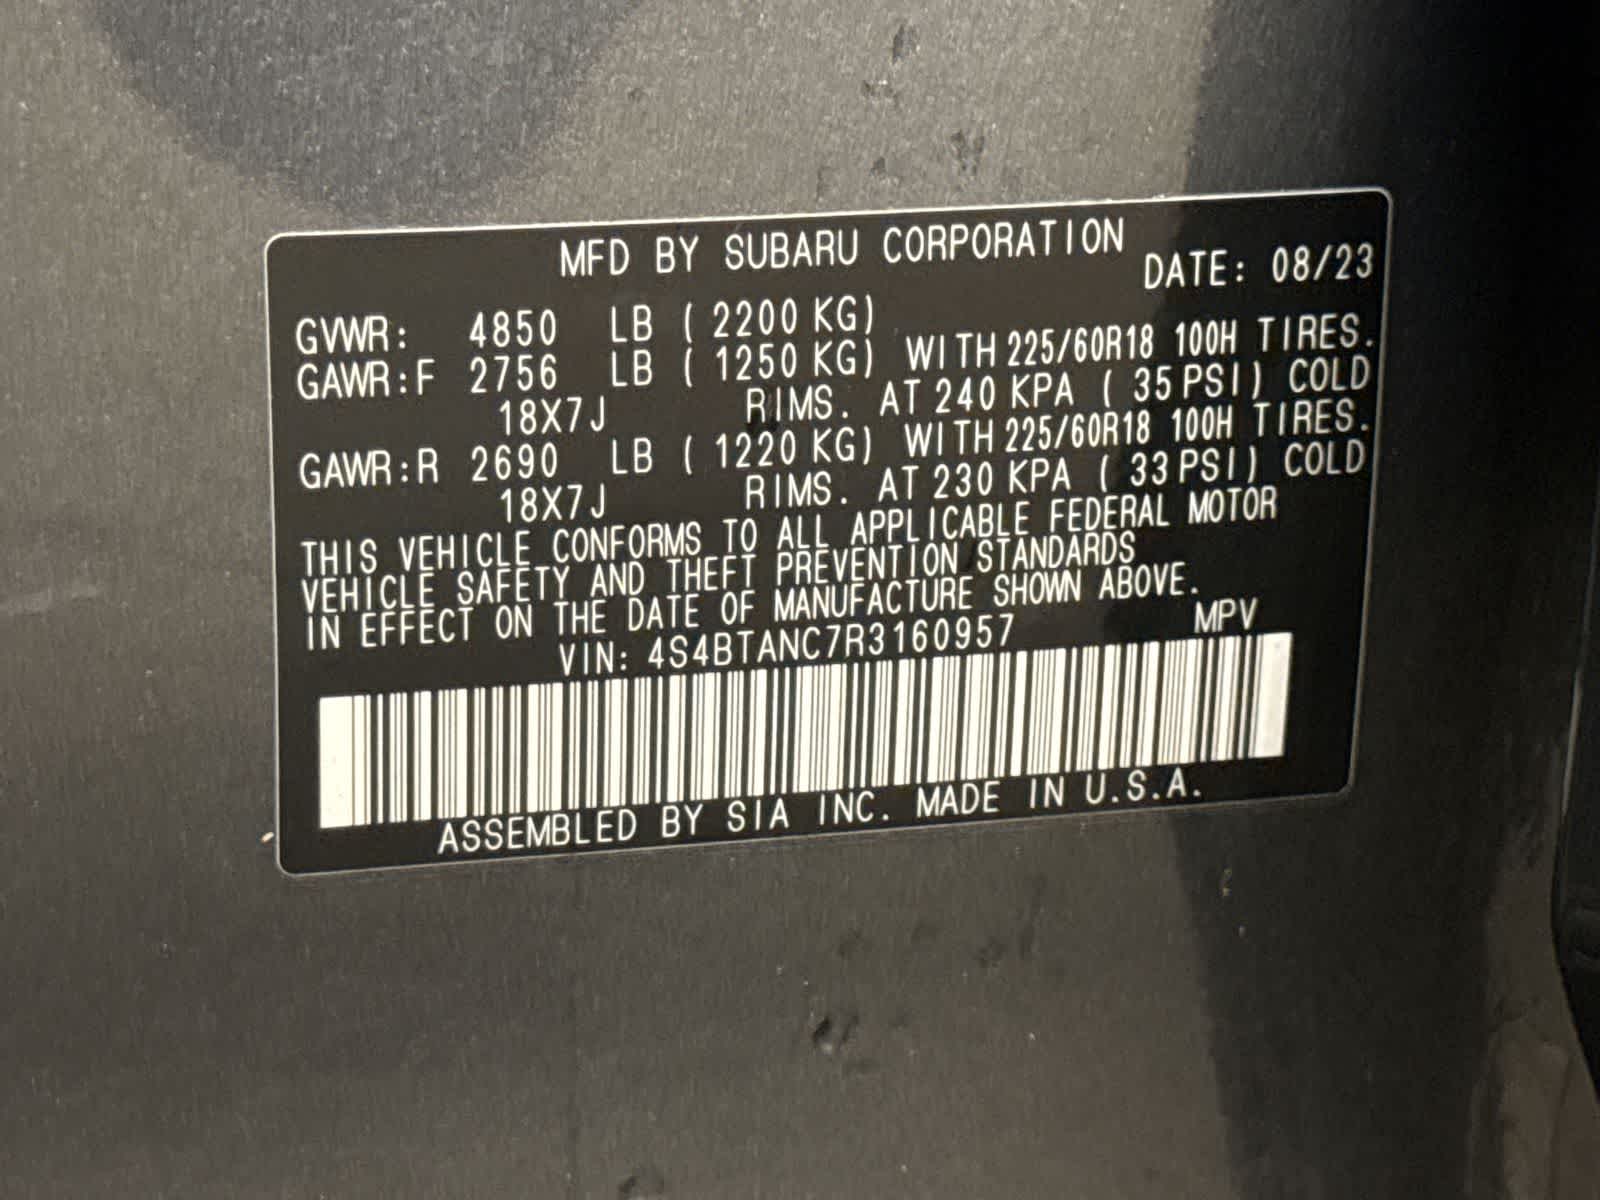 MFD BY SUBARU CORPORATION
DATE: 08/23
GVWR: 4850 LB ( 2200 KG)
GAWR:F 2756 LB ( 1250 KG) WITH 225/60R18 100H TIRES.
18X7J RIMS. AT 240 KPA ( 35 PSI) COLD
GAWR:R 2690 LB ( 1220 KG) WITH 225/60R18 100H TIRES.
18X7J RIMS. AT 230 KPA ( 33 PSI) COLD
THIS VEHICLE CONFORMS TO ALL APPLICABLE FEDERAL MOTOR
VEHICLE SAFETY AND THEFT PREVENTION STANDARDS
IN EFFECT ON THE DATE OF MANUFACTURE SHOWN ABOVE.
VIN: 4S4BTANC7R3160957 MPV
ASSEMBLED BY SIA INC. MADE IN U.S.A.